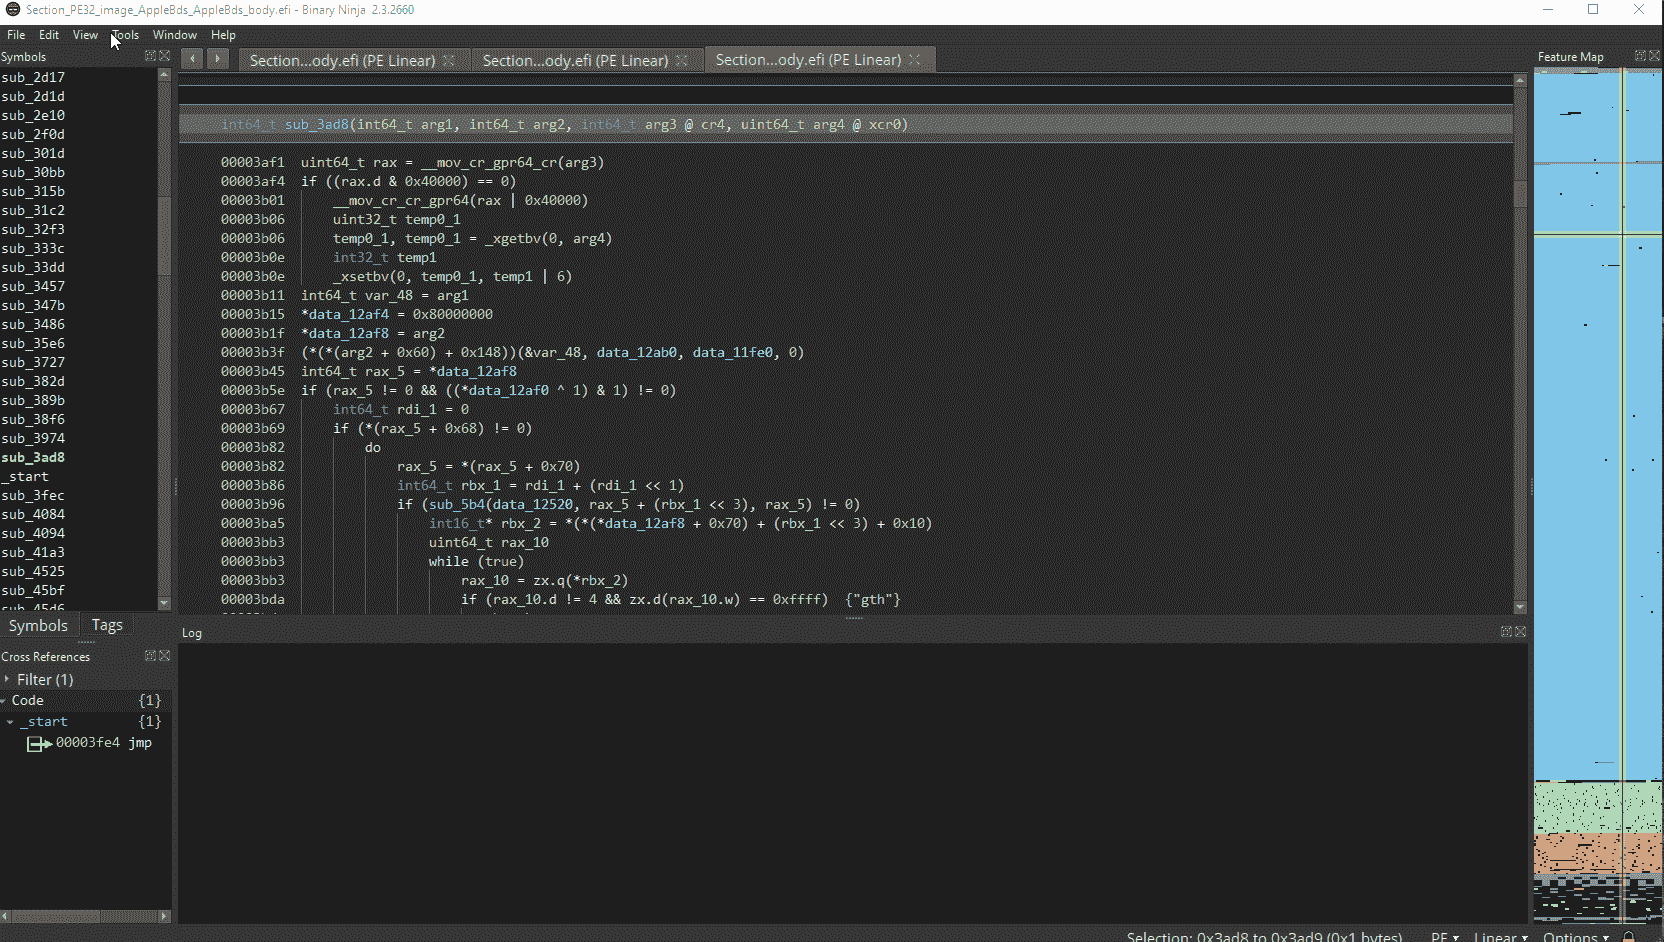 Section_PE32_image_AppleBds_AppleBds_body.efi - Binary Ninja 2.3.2660
File Edit View Tools Window Help
Symbols
sub_2d17
sub_2d1d
sub_2e10
sub_2f0d
sub_301d
sub_30bb
sub_315b
sub_31c2
sub_32f3
sub_333c
sub_33dd
sub_3457
sub_347b
sub_3486
sub_35e6
sub_3727
sub_382d
sub_389b
sub_38f6
sub_3974
sub_3ad8
_start
sub_3fec
sub_4084
sub_4094
sub_41a3
sub_4525
sub_45bf
sub_45d6
Symbols Tags
Cross References
Filter (1)
Code {1}
_start {1}
00003fe4 jmp
Section...ody.efi (PE Linear) Section...ody.efi (PE Linear) Section...ody.efi (PE Linear)
int64_t sub_3ad8(int64_t arg1, int64_t arg2, int64_t arg3 @ cr4, uint64_t arg4 @ xcr0)
00003af1 uint64_t rax = __mov_cr_gpr64_cr(arg3)
00003af4 if ((rax.d & 0x40000) == 0)
00003b01 __mov_cr_cr_gpr64(rax | 0x40000)
00003b06 uint32_t temp0_1
00003b06 temp0_1, temp0_1 = _xgetbv(0, arg4)
00003b0e int32_t temp1
00003b0e _xsetbv(0, temp0_1, temp1 | 6)
00003b11 int64_t var_48 = arg1
00003b15 *data_12af4 = 0x80000000
00003b1f *data_12af8 = arg2
00003b3f (*(*(arg2 + 0x60) + 0x148))(&var_48, data_12ab0, data_11fe0, 0)
00003b45 int64_t rax_5 = *data_12af8
00003b5e if (rax_5 != 0 && ((*data_12af0 ^ 1) & 1) != 0)
00003b67 int64_t rdi_1 = 0
00003b69 if (*(rax_5 + 0x68) != 0)
00003b82 do
00003b82 rax_5 = *(rax_5 + 0x70)
00003b86 int64_t rbx_1 = rdi_1 + (rdi_1 << 1)
00003b96 if (sub_5b4(data_12520, rax_5 + (rbx_1 << 3), rax_5) != 0)
00003ba5 int16_t* rbx_2 = *(*(*data_12af8 + 0x70) + (rbx_1 << 3) + 0x10)
00003bb3 uint64_t rax_10
00003bb3 while (true)
00003bb3 rax_10 = zx.q(*rbx_2)
00003bda if (rax_10.d != 4 && zx.d(rax_10.w) == 0xffff) {"gth"}
Log
Feature Map
Selection: 0x3ad8 to 0x3ad9 (0x1 bytes) PE Linear Options